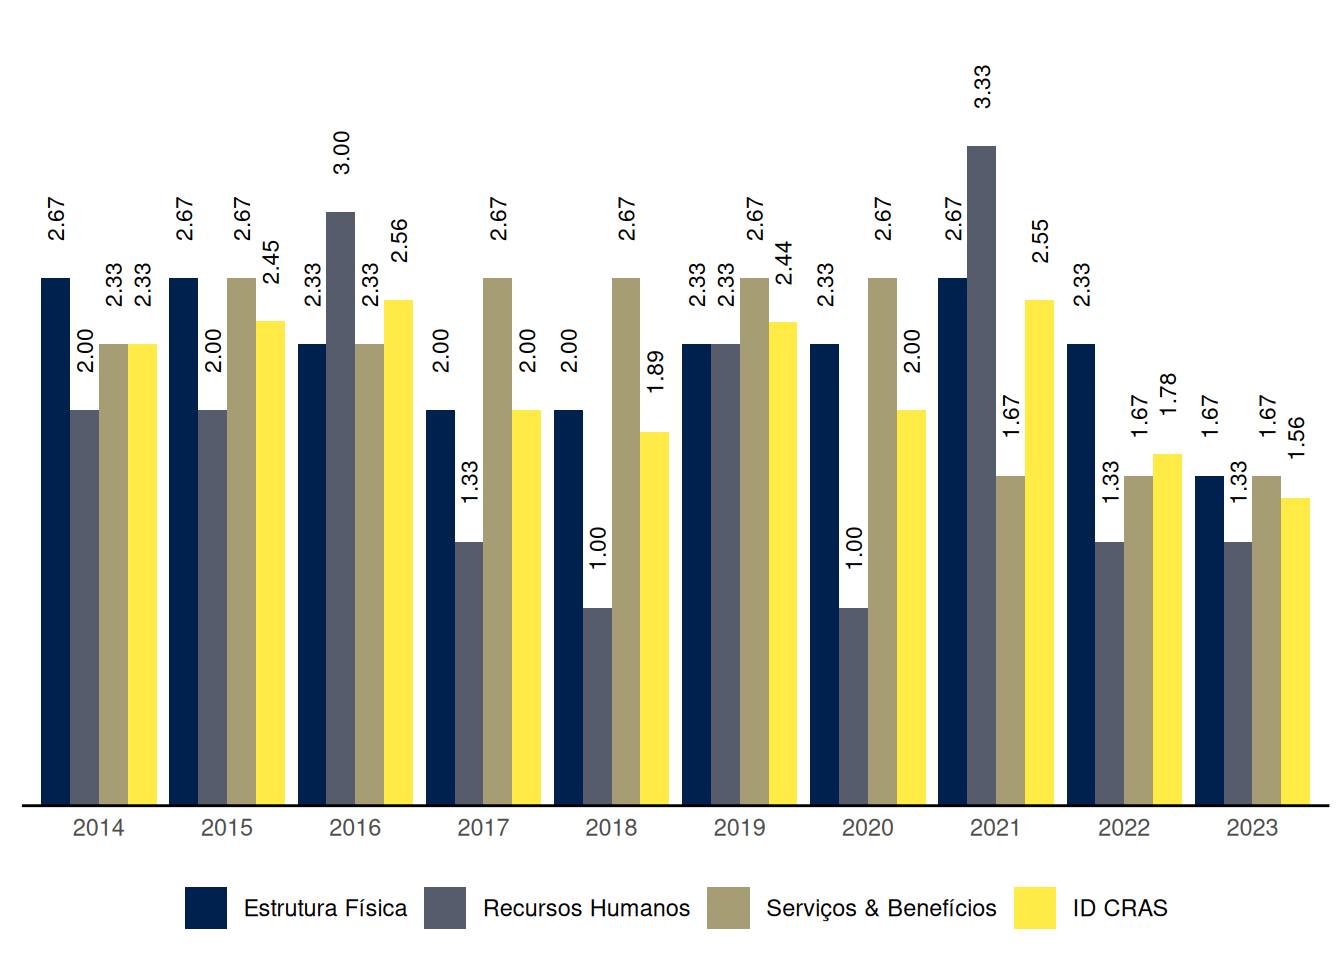 3.33
3.00
2.67 2.67 2.67 2.67 2.67 2.67 2.67 2.67
2.45 2.56 2.44 2.55
2.33 2.33 2.33 2.33 2.33 2.33 2.33 2.33 2.33
2.00 2.00 2.00 2.00 2.00 2.00
1.89 1.78
1.67 1.67 1.67 1.67 1.56
1.33 1.33 1.33
1.00 1.00
2014 2015 2016 2017 2018 2019 2020 2021 2022 2023
Estrutura Física Recursos Humanos Serviços & Benefícios ID CRAS